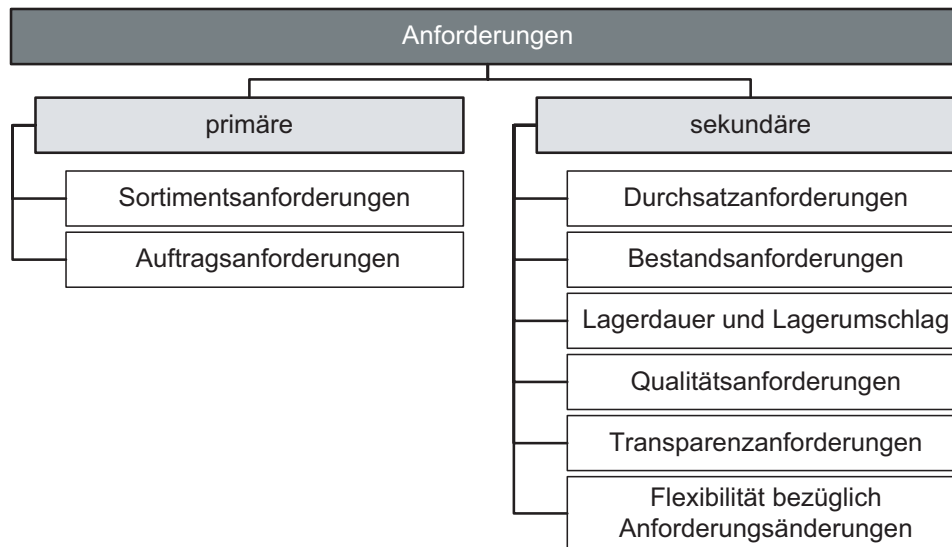 Anforderungen
primäre
Sortimentsanforderungen
Auftragsanforderungen
sekundäre
Durchsatzanforderungen
Bestandsanforderungen
Lagerdauer und Lagerumschlag
Qualitätsanforderungen
Transparenzanforderungen
Flexibilität bezüglich
Anforderungsänderungen